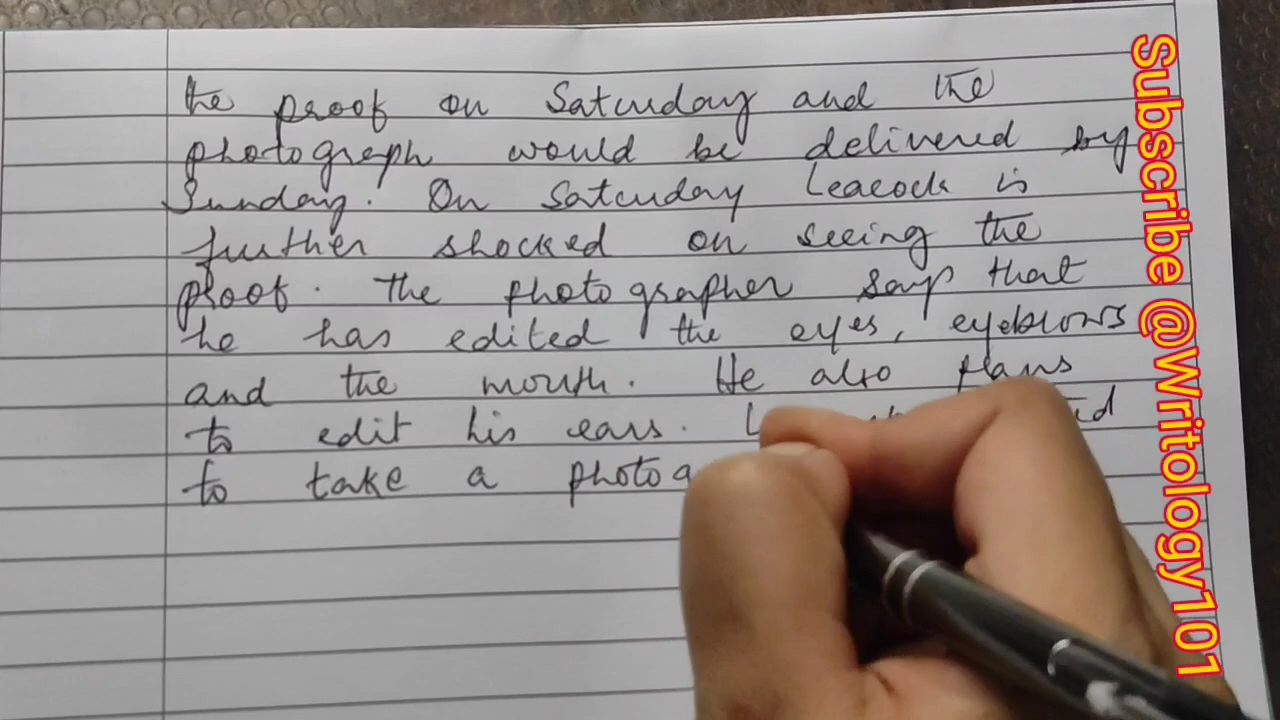 the proof on Saturday and the
photograph would be delivered by
Sunday. On Saturday Leacock is
further shocked on seeing the
proof. The photographer says that
he has edited the eyes, eyebrows
and the mouth. He also plans
to edit his ears.
to take a
Subscribe @Writology101